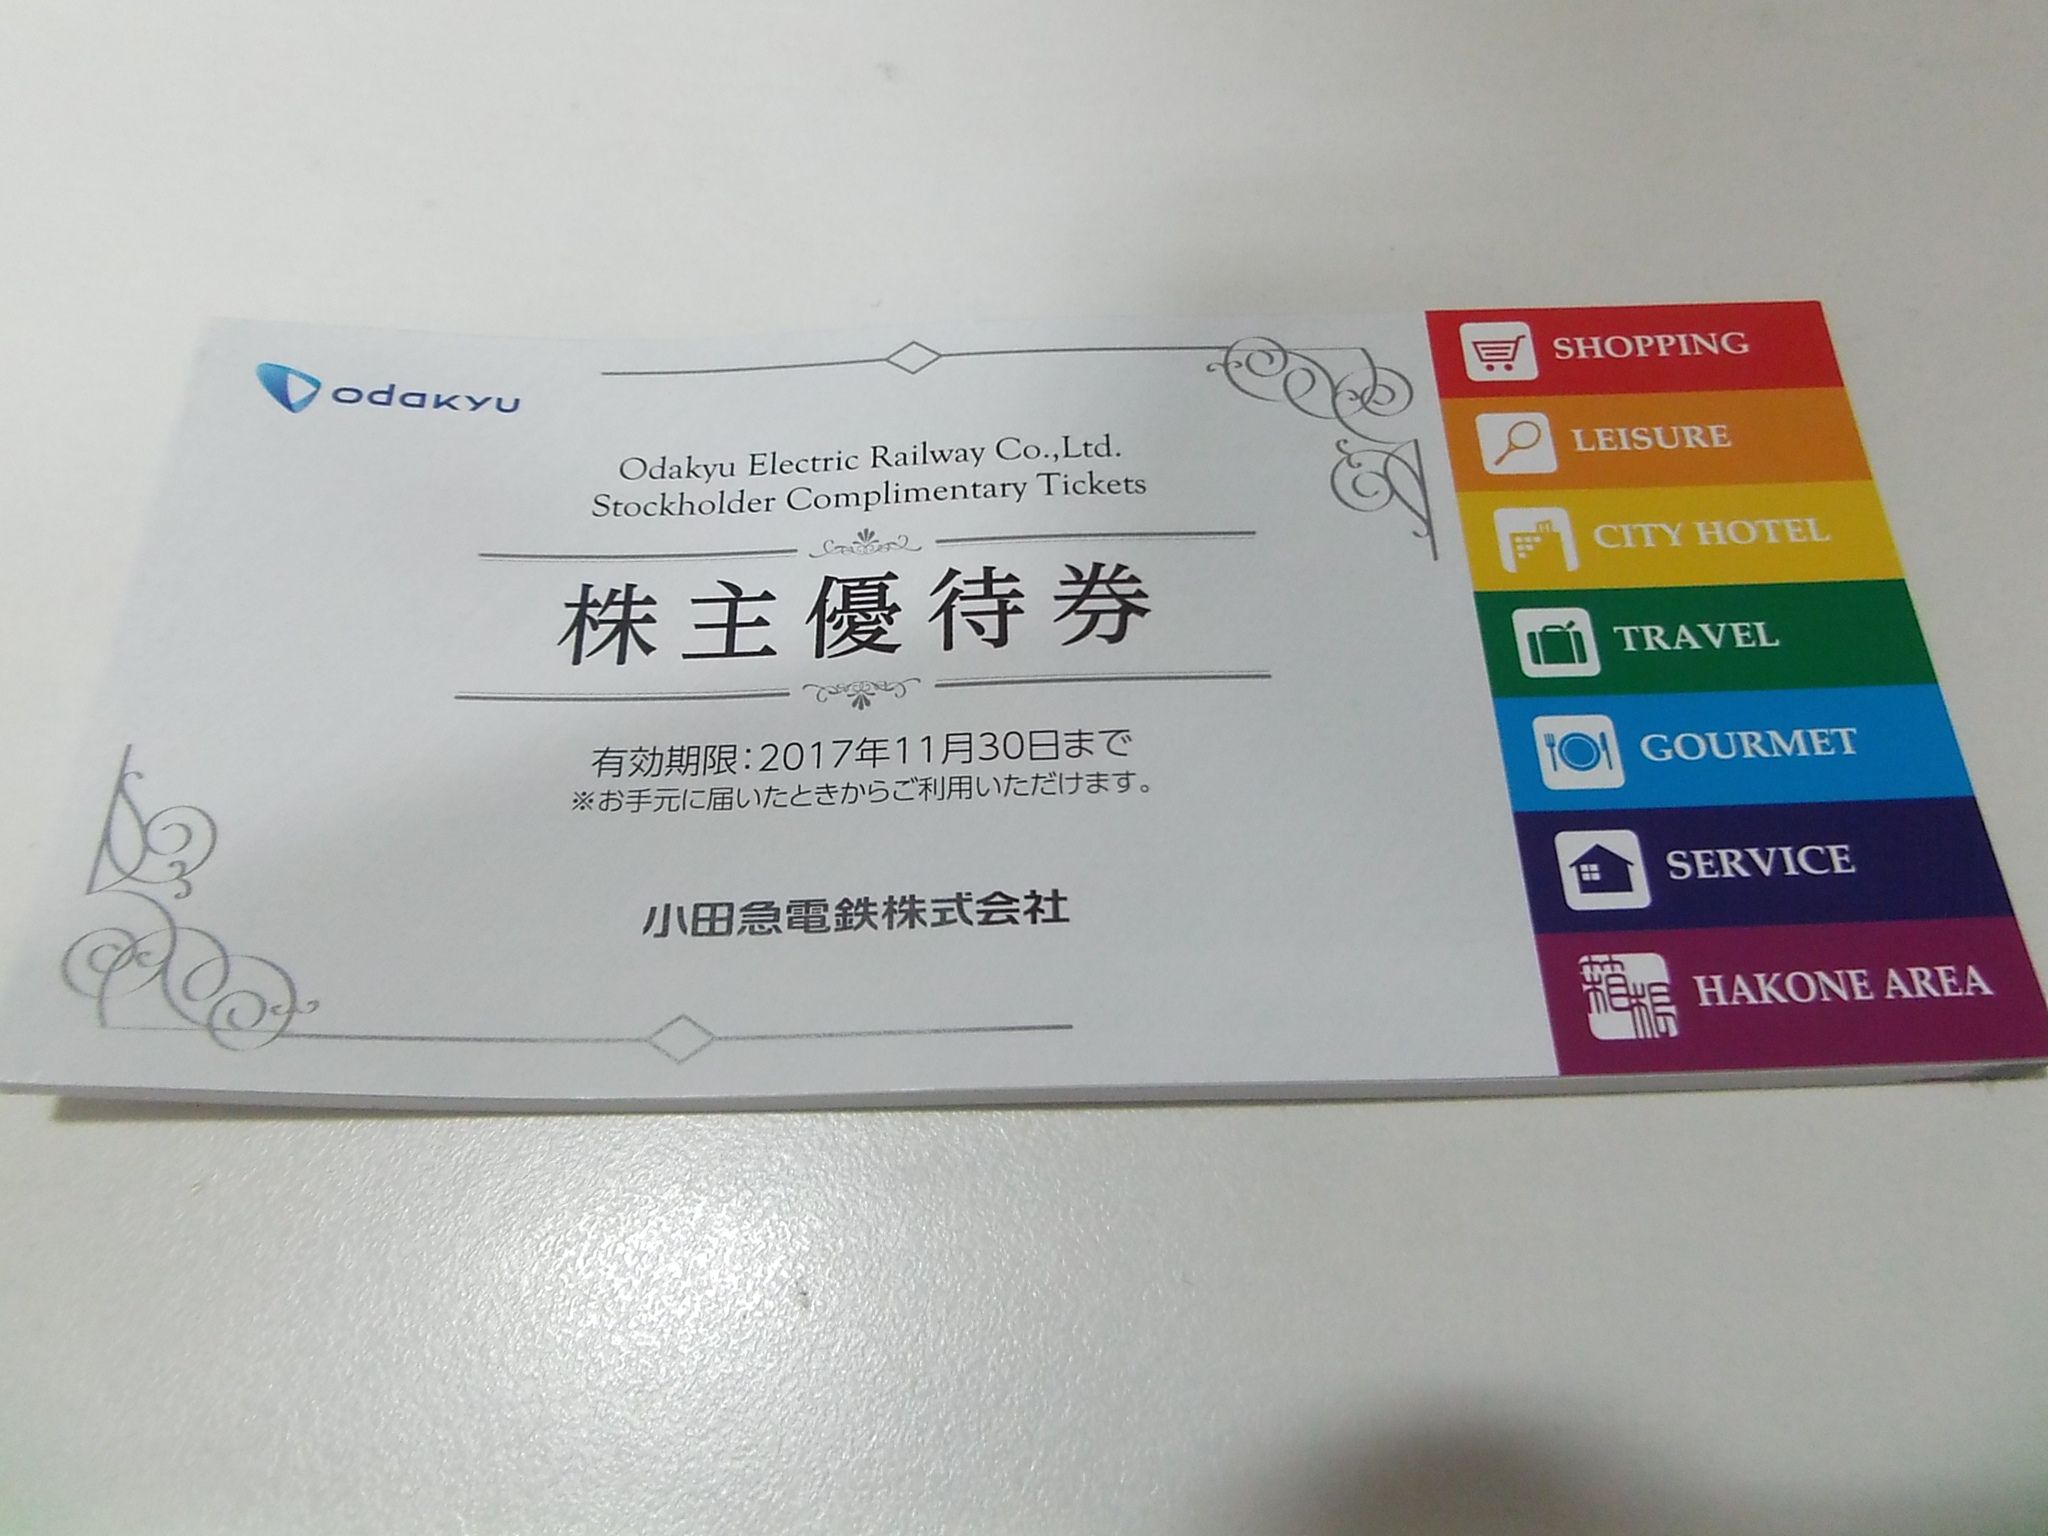 odakyu
Odakyu Electric Railway Co.,Ltd.
Stockholder Complimentary Tickets
株主優待券
有効期限：2017年11月30日まで
※お手元に届いたときからご利用いただけます。
小田急電鉄株式会社
SHOPPING
LEISURE
CITY HOTEL
TRAVEL
GOURMET
SERVICE
箱根
HAKONE AREA